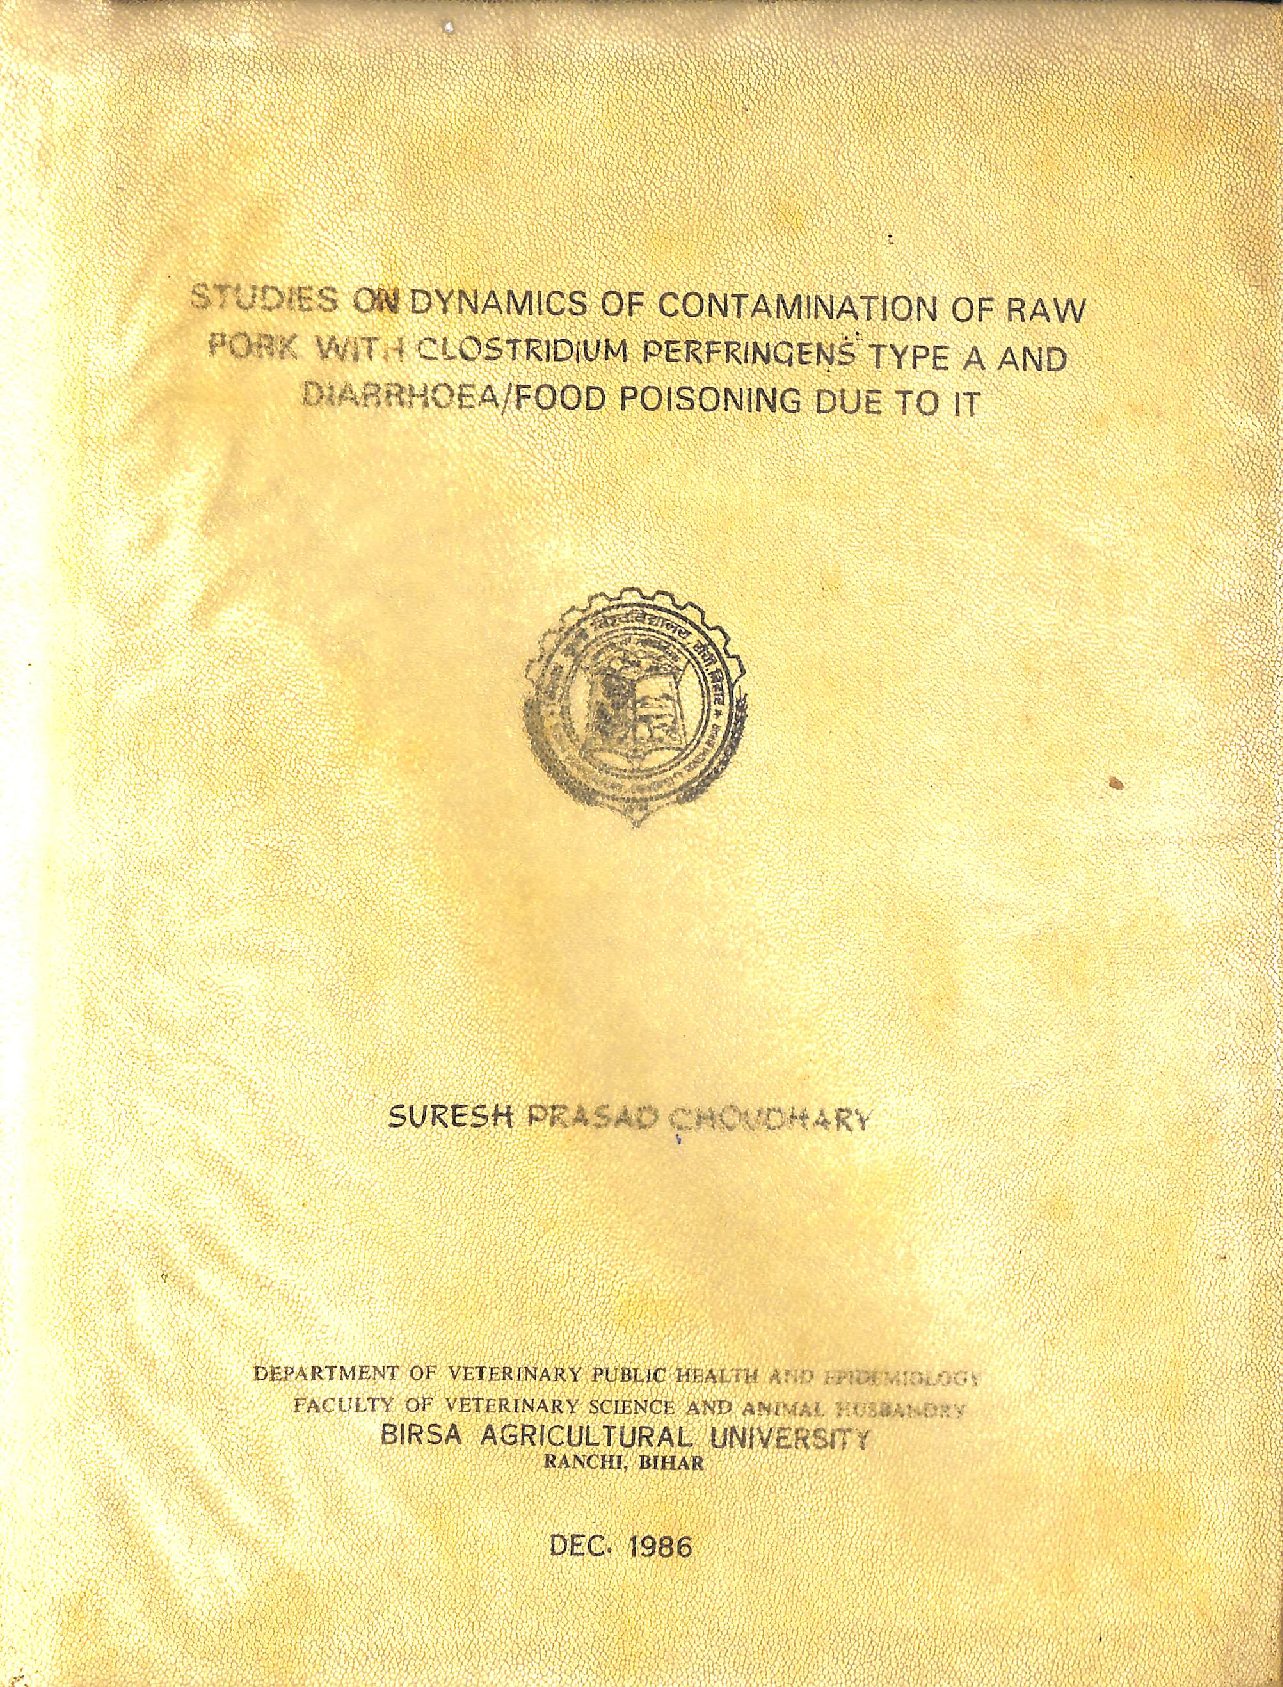 STUDIES ON DYNAMICS OF CONTAMINATION OF RAW
PORK WITH CLOSTRIDIUM PERFRINGENS TYPE A AND
DIARRHOEA/FOOD POISONING DUE TO IT
विश्वविद्यालय, राँची, बिहार
SURESH PRASAD CHOUDHARY
DEPARTMENT OF VETERINARY PUBLIC HEALTH AND EPIDEMIOLOGY
FACULTY OF VETERINARY SCIENCE AND ANIMAL HUSBANDRY
BIRSA AGRICULTURAL UNIVERSITY
RANCHI, BIHAR
DEC. 1986